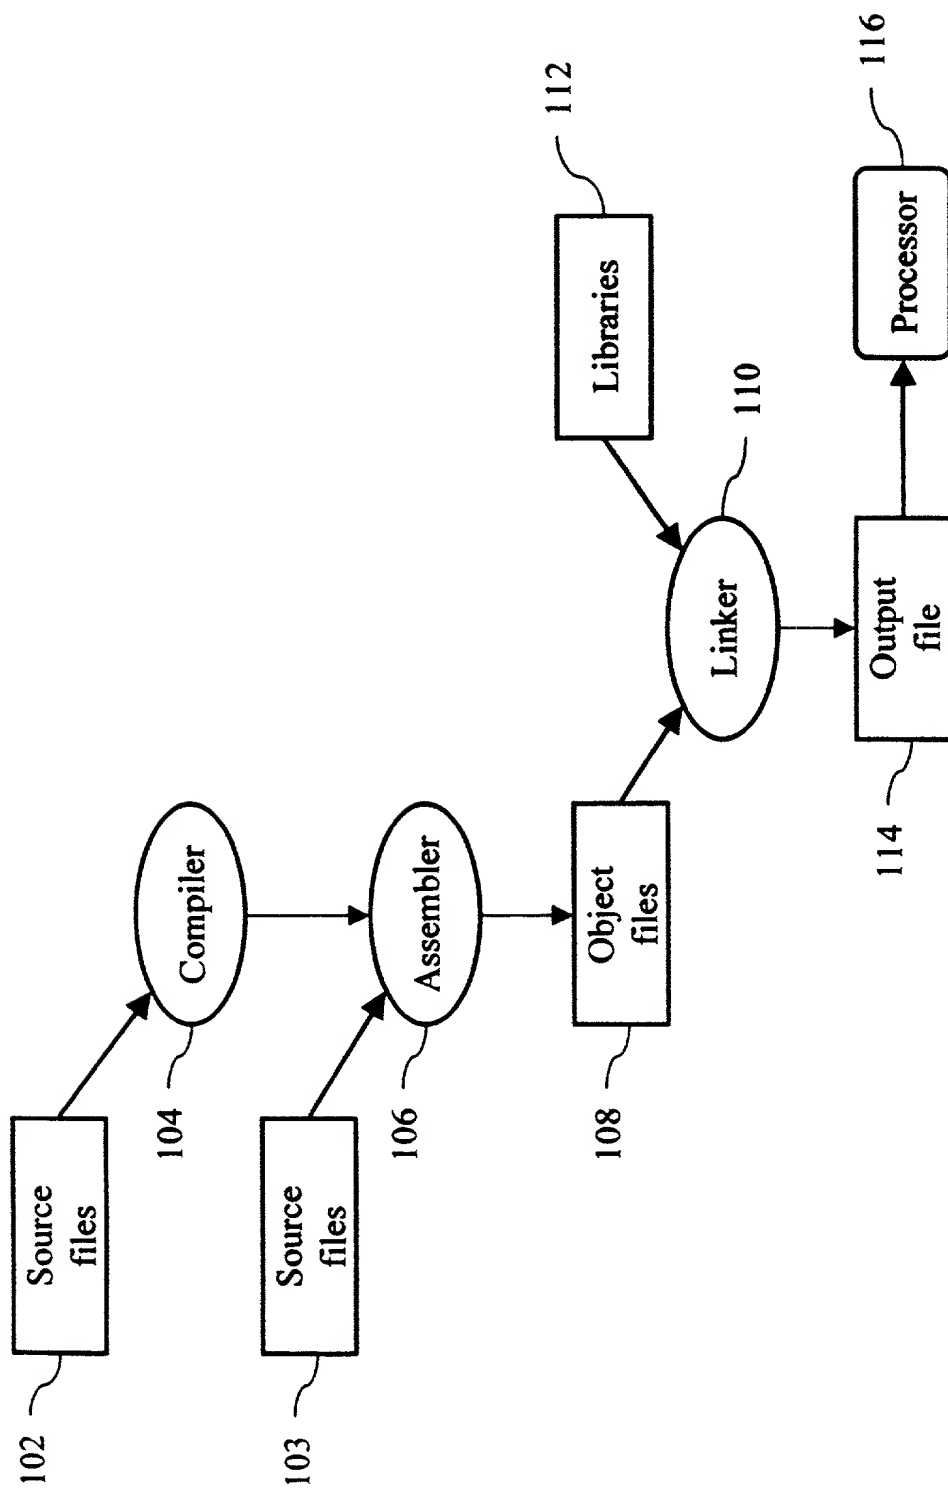 102
Source
files
104
Compiler
103
Source
files
106
Assembler
108
Object
files
112
Libraries
110
Linker
114
Output
file
116
Processor